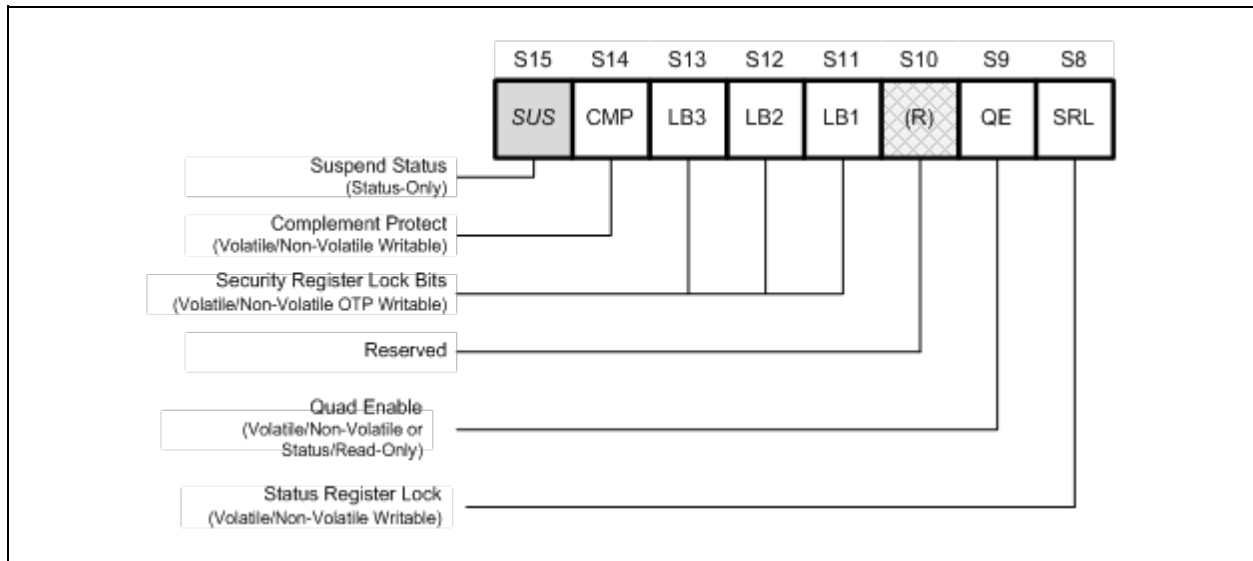 S15 S14 S13 S12 S11 S10 S9 S8
SUS CMP LB3 LB2 LB1 (R) QE SRL
Suspend Status
(Status-Only)
Complement Protect
(Volatile/Non-Volatile Writable)
Security Register Lock Bits
(Volatile/Non-Volatile OTP Writable)
Reserved
Quad Enable
(Volatile/Non-Volatile or
Status/Read-Only)
Status Register Lock
(Volatile/Non-Volatile Writable)